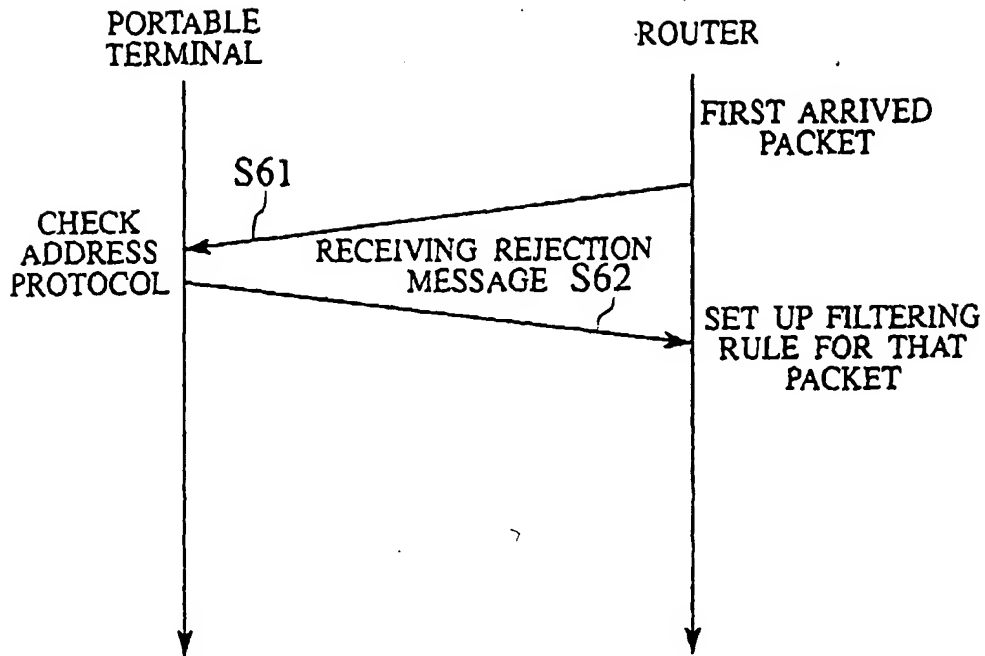 PORTABLE
TERMINAL
ROUTER
FIRST ARRIVED
PACKET
S61
CHECK
ADDRESS
PROTOCOL
RECEIVING REJECTION
MESSAGE S62
SET UP FILTERING
RULE FOR THAT
PACKET